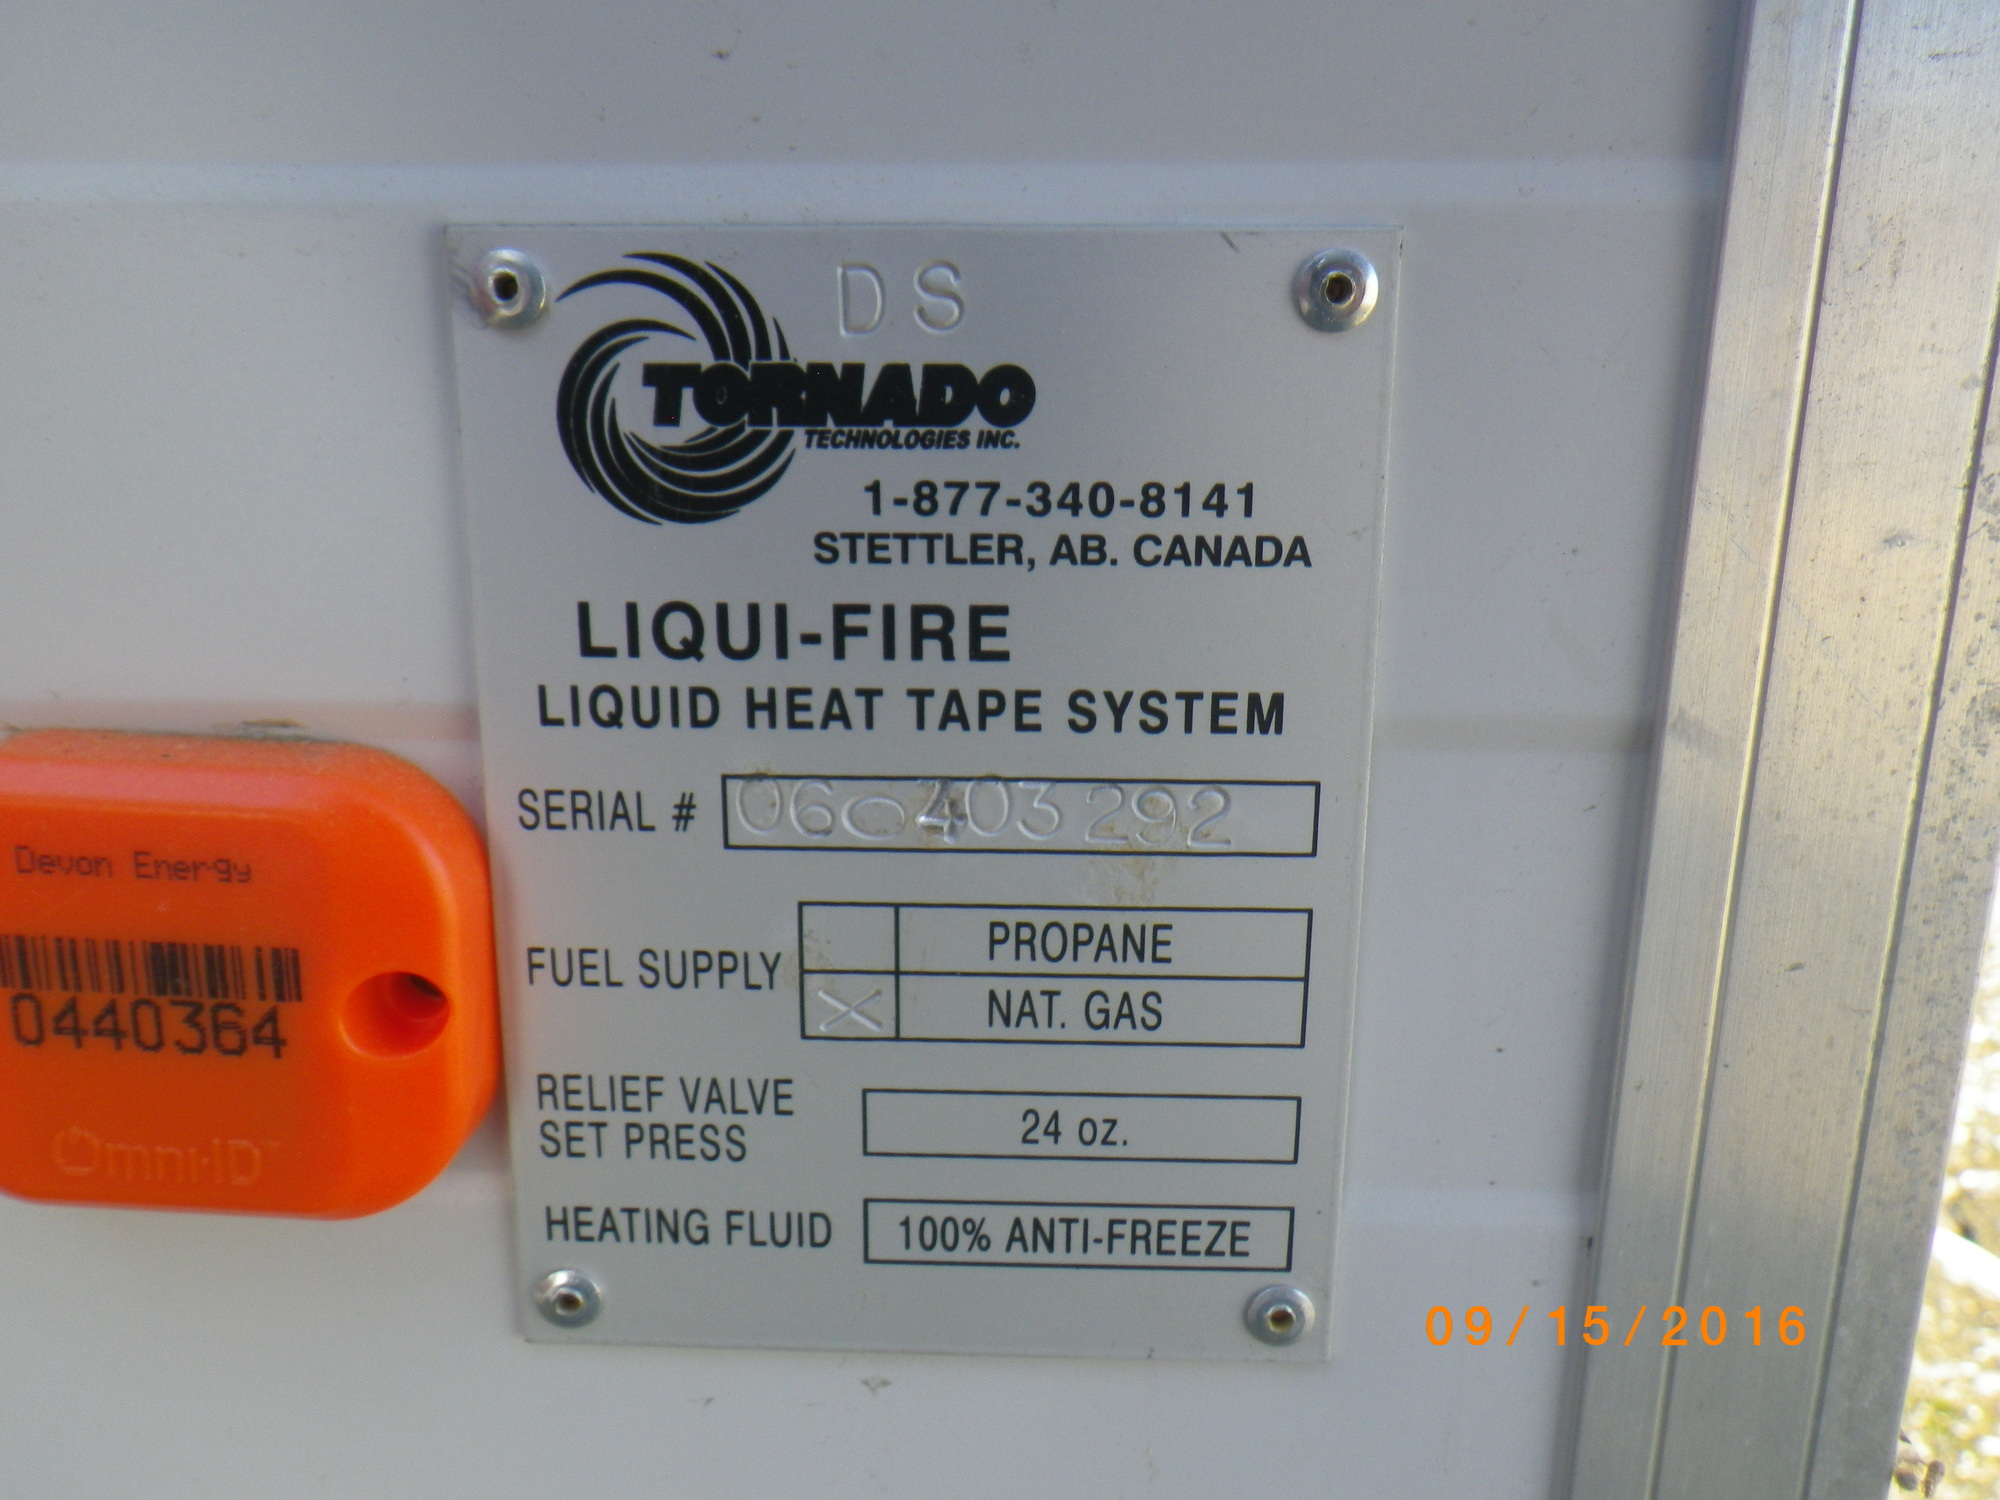 DS
TORNADO
TECHNOLOGIES INC.
1-877-340-8141
STETTLER, AB. CANADA
LIQUI-FIRE
LIQUID HEAT TAPE SYSTEM
SERIAL # 060403292
FUEL SUPPLY
PROPANE
X NAT. GAS
RELIEF VALVE
SET PRESS
24 oz.
HEATING FLUID 100% ANTI-FREEZE
Devon Energy
0440364
Omni-ID™
09/15/2016